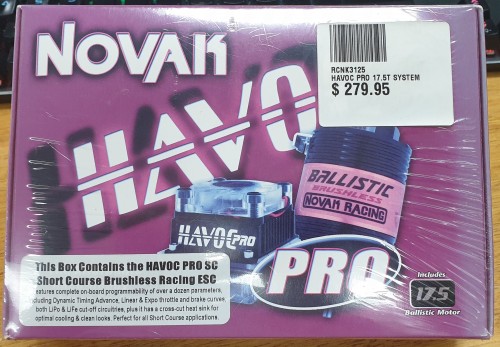 NOVAK
RCNK3125
HAVOC PRO 17.5T SYSTEM
$ 279.95
HAVO
BALLISTIC
BRUSHLESS
NOVAK RACING
HAVOC PRO
PRO
This Box Contains the HAVOC PRO SC
Short Course Brushless Racing ESC
Features complete on-board programmability of over a dozen parameters,
including Dynamic Timing Advance, Linear & Expo throttle and brake curves,
both LiPo & LiFe cut-off circuitries, plus it has a cross-cut heat sink for
optimal cooling & clean looks. Perfect for all Short Course applications.
Includes
17.5
Ballistic Motor